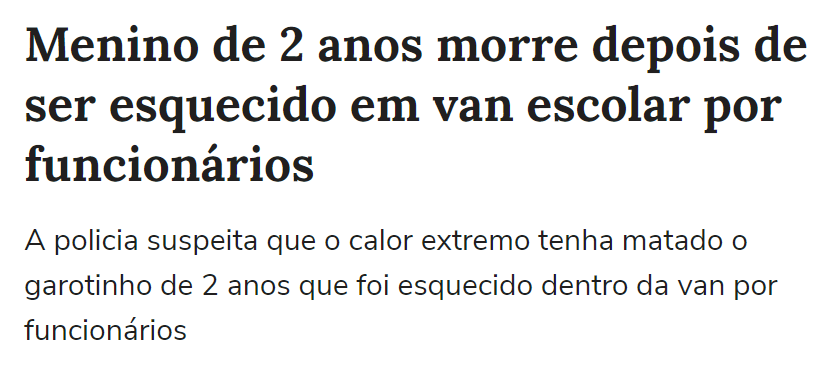 Menino de 2 anos morre depois de
ser esquecido em van escolar por
funcionários
A policia suspeita que o calor extremo tenha matado o
garotinho de 2 anos que foi esquecido dentro da van por
funcionários